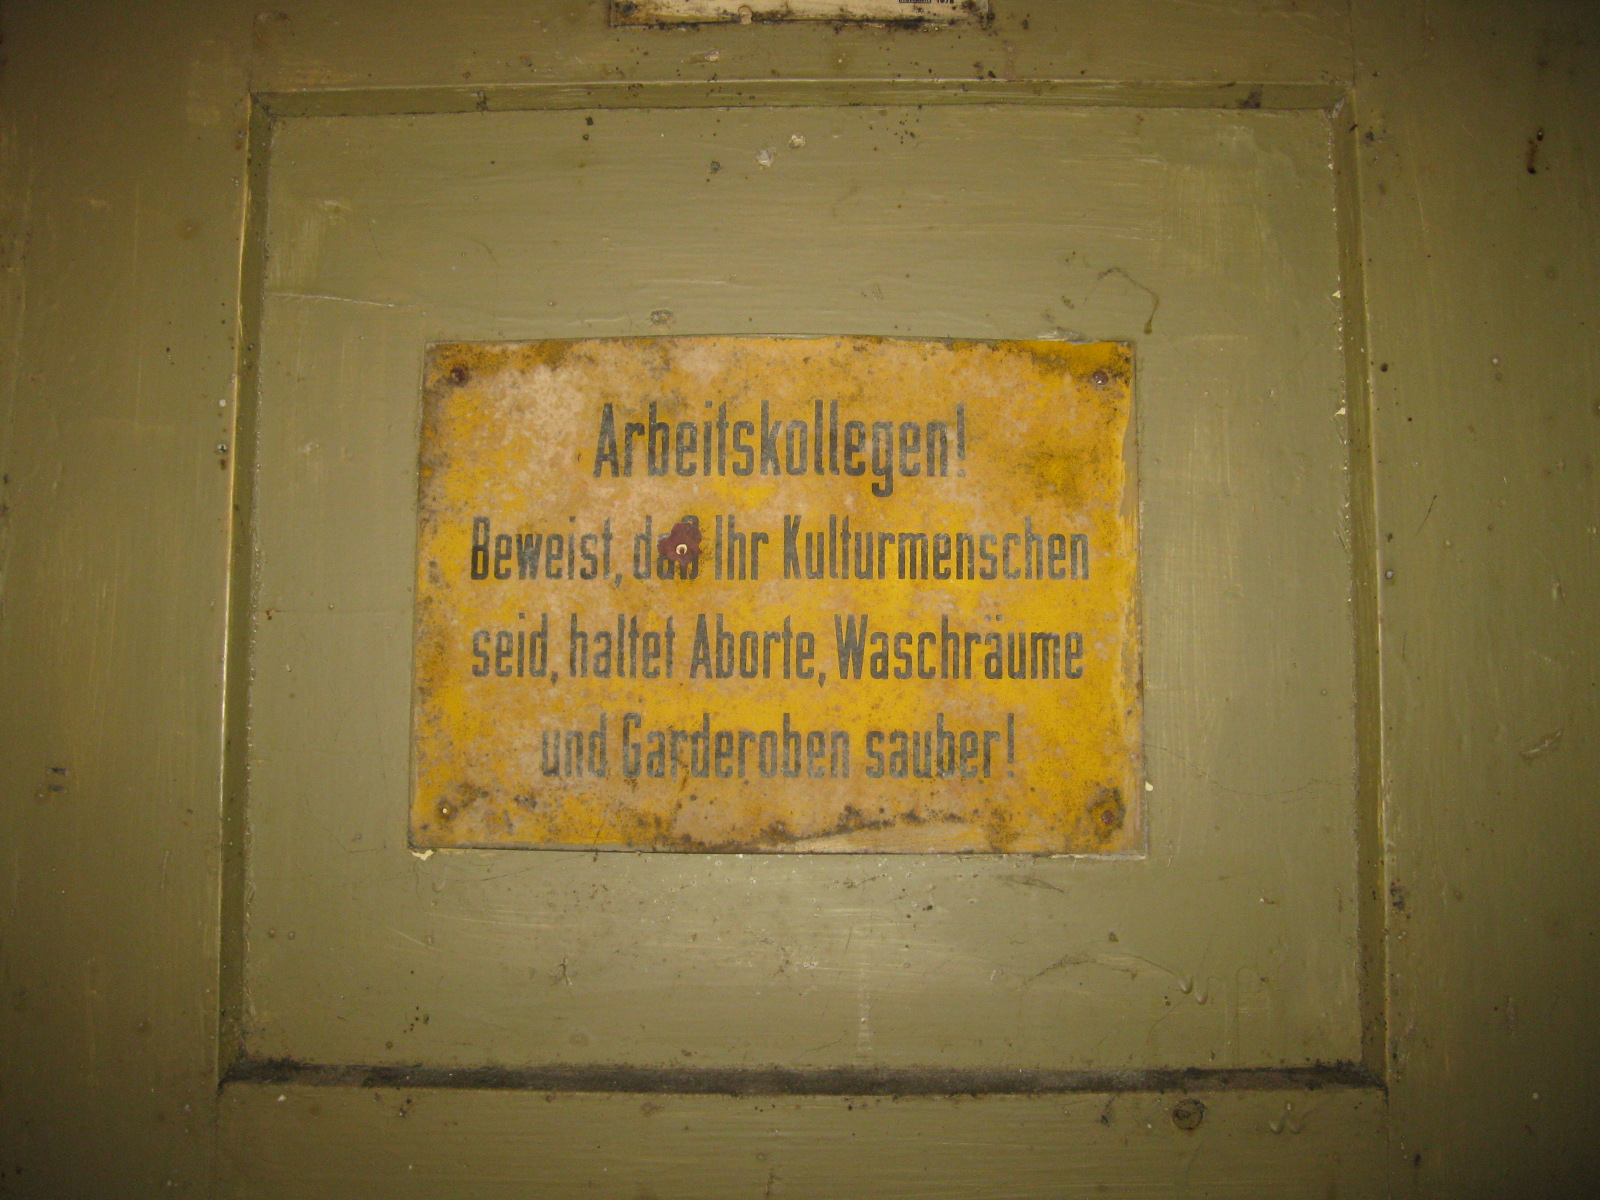 Arbeitskollegen!
Beweist, daß Ihr Kulturmenschen
seid, haltet Aborte, Waschräume
und Garderoben sauber!